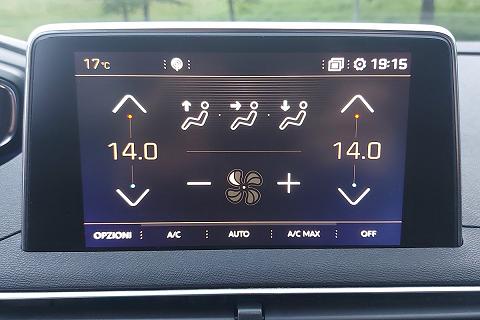 17°C 19:15
14.0 14.0
OPZIONI A/C AUTO A/C MAX OFF